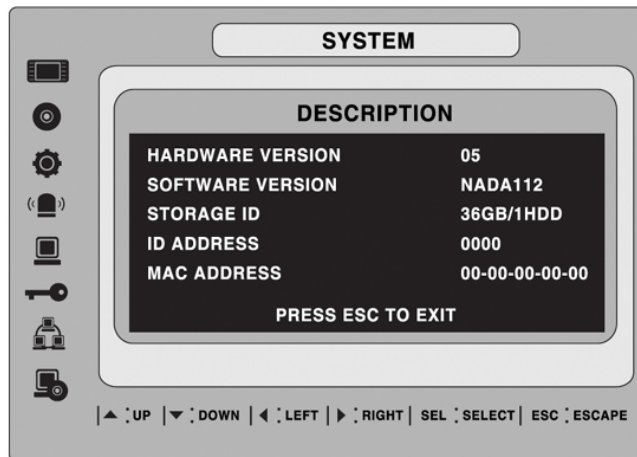 SYSTEM
DESCRIPTION
HARDWARE VERSION 05
SOFTWARE VERSION NADA112
STORAGE ID 36GB/1HDD
ID ADDRESS 0000
MAC ADDRESS 00-00-00-00-00
PRESS ESC TO EXIT
▲ : UP | ▼ : DOWN | ◀ : LEFT | ▶ : RIGHT | SEL : SELECT | ESC : ESCAPE